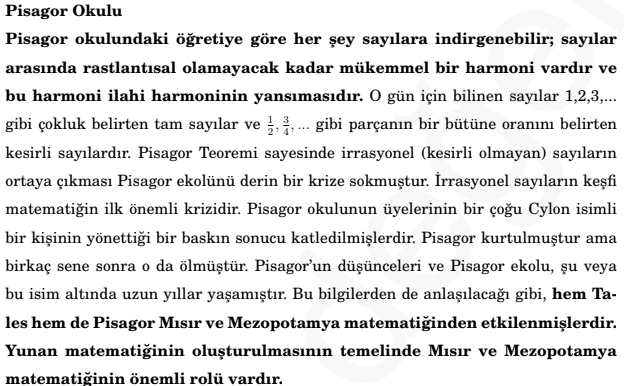 Pisagor Okulu
Pisagor okulundaki öğretiye göre her şey sayılara indirgenebilir; sayılar
arasında rastlantısal olamayacak kadar mükemmel bir harmoni vardır ve
bu harmoni ilahi harmoninin yansımasıdır. O gün için bilinen sayılar 1,2,3,...
gibi çokluk belirten tam sayılar ve 1/2, 3/4, ... gibi parçanın bir bütüne oranını belirten
kesirli sayılardır. Pisagor Teoremi sayesinde irrasyonel (kesirli olmayan) sayıların
ortaya çıkması Pisagor ekolünü derin bir krize sokmuştur. İrrasyonel sayıların keşfi
matematiğin ilk önemli krizidir. Pisagor okulunun üyelerinin bir çoğu Cylon isimli
bir kişinin yönettiği bir baskın sonucu katledilmişlerdir. Pisagor kurtulmuştur ama
birkaç sene sonra o da ölmüştür. Pisagor'un düşünceleri ve Pisagor ekolu, şu veya
bu isim altında uzun yıllar yaşamıştır. Bu bilgilerden de anlaşılacağı gibi, hem Ta-
les hem de Pisagor Mısır ve Mezopotamya matematiğinden etkilenmişlerdir.
Yunan matematiğinin oluşturulmasının temelinde Mısır ve Mezopotamya
matematiğinin önemli rolü vardır.